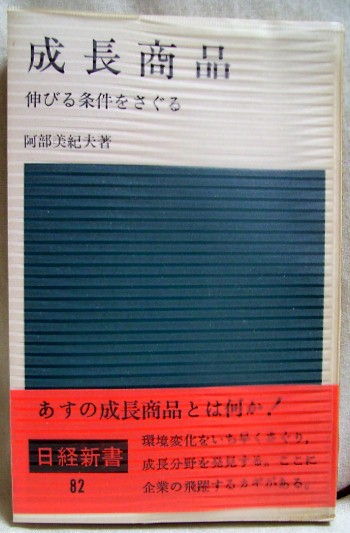 成長商品
伸びる条件をさぐる
阿部美紀夫著
あすの成長商品とは何か!
日経新書
82
環境変化をいち早くさぐり、
成長分野を発見する。ここに
企業の飛躍するカギがある。